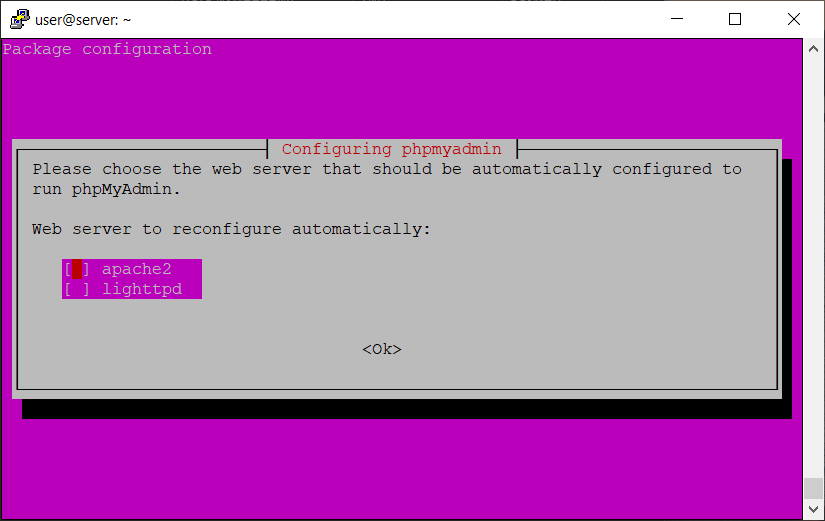 user@server: ~
Package configuration
Configuring phpmyadmin
Please choose the web server that should be automatically configured to
run phpMyAdmin.
Web server to reconfigure automatically:
[ ] apache2
[ ] lighttpd
<Ok>